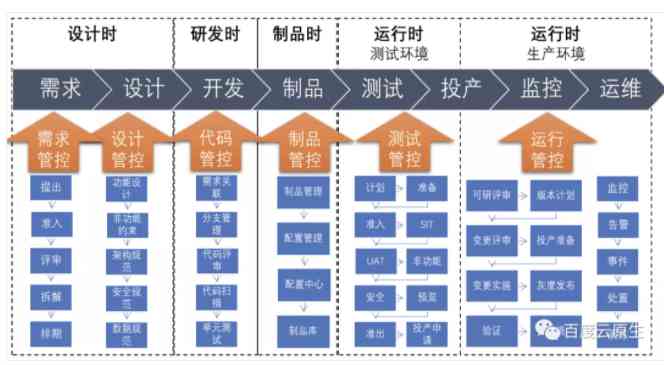 设计时
研发时
制品时
运行时
测试环境
运行时
生产环境
需求
设计
开发
制品
测试
投产
监控
运维
需求
管控
设计
管控
代码
管控
制品
管控
测试
管控
运行
管控
提出
准入
评审
拆解
排期
功能设
计
非功能
约束
架构规
范
安全规
范
数据规
范
需求关
联
分支管
理
代码评
审
代码扫
描
单元测
试
制品管理
配置管理
配置中心
制品库
计划
准备
准入
SIT
UAT
非功能
安全
预览
准出
投产申
请
可研评审
版本计划
变更评审
投产准备
变更实施
灰度发布
验证
监控
告警
事件
处置
百度云原生